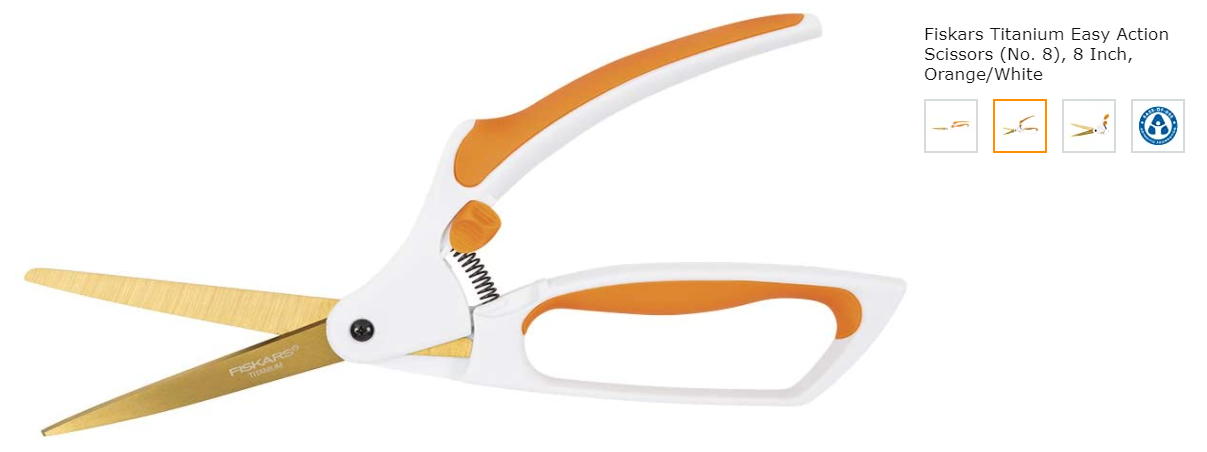 Fiskars Titanium Easy Action
Scissors (No. 8), 8 Inch,
Orange/White
FISKARS®
TITANIUM